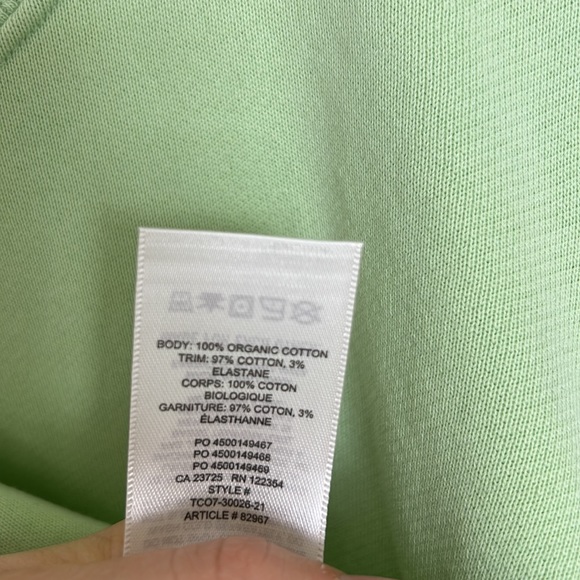 BODY: 100% ORGANIC COTTON
TRIM: 97% COTTON, 3%
ELASTANE
CORPS: 100% COTON
BIOLOGIQUE
GARNITURE: 97% COTON, 3%
ÉLASTHANNE
PO 4500149467
PO 4500149468
PO 4500149469
CA 23725 RN 122354
STYLE #
TCO7-30026-21
ARTICLE # 82967